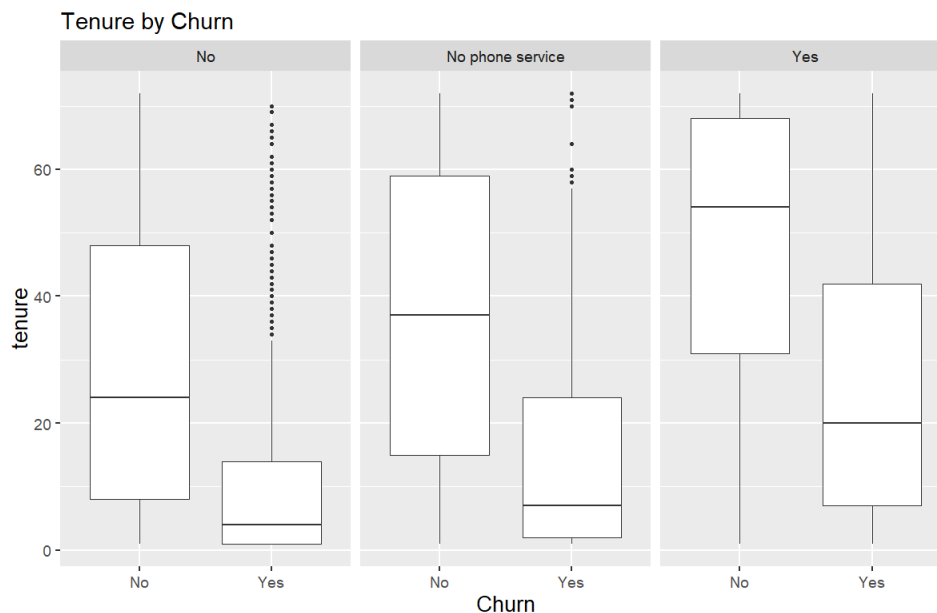 Tenure by Churn
No
No phone service
Yes
60
40
20
0
tenure
No
Yes
No
Yes
No
Yes
Churn